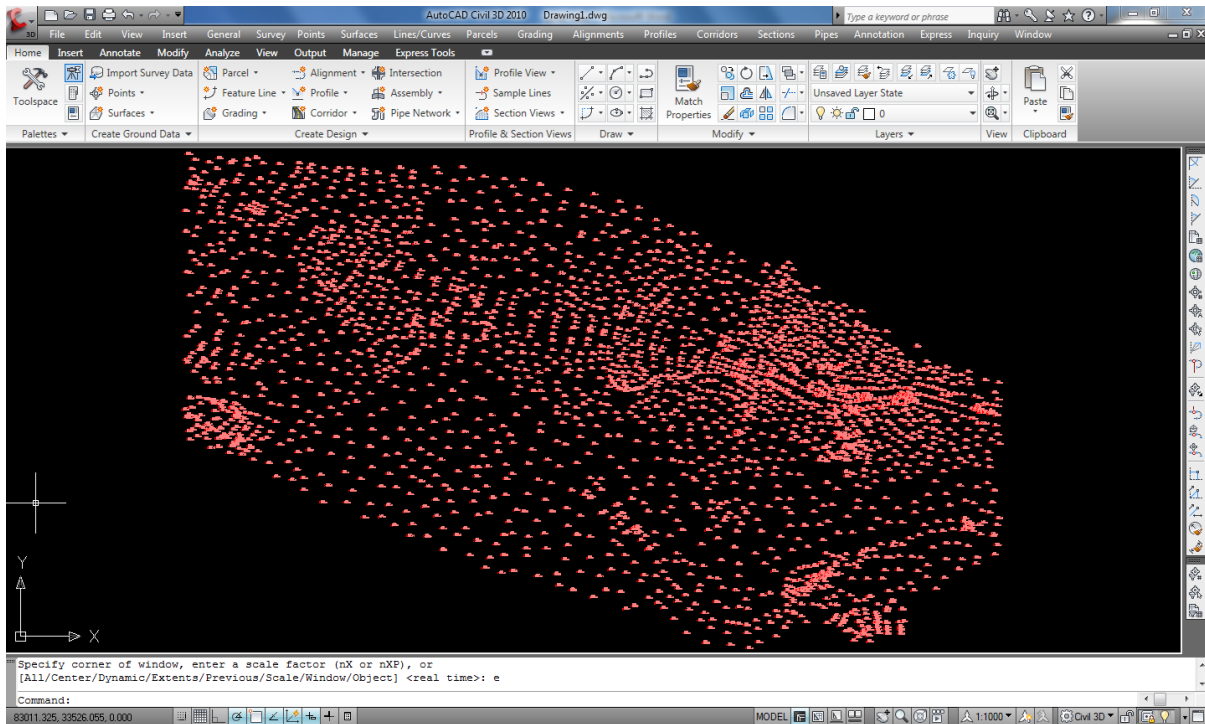 AutoCAD Civil 3D 2010 Drawing1.dwg Type a keyword or phrase
3D File Edit View Insert General Survey Points Surfaces Lines/Curves Parcels Grading Alignments Profiles Corridors Sections Pipes Annotation Express Inquiry Window
Home Insert Annotate Modify Analyze View Output Manage Express Tools
Import Survey Data Parcel Alignment Intersection Profile View
Toolspace Points Feature Line Profile Assembly Sample Lines Match Properties Unsaved Layer State Paste
Surfaces Grading Corridor Pipe Network Section Views 0
Palettes Create Ground Data Create Design Profile & Section Views Draw Modify Layers View Clipboard
Y
X
Specify corner of window, enter a scale factor (nX or nXP), or
[All/Center/Dynamic/Extents/Previous/Scale/Window/Object] <real time>: e
Command:
83011.325, 33526.055, 0.000 MODEL 1:1000 Civil 3D